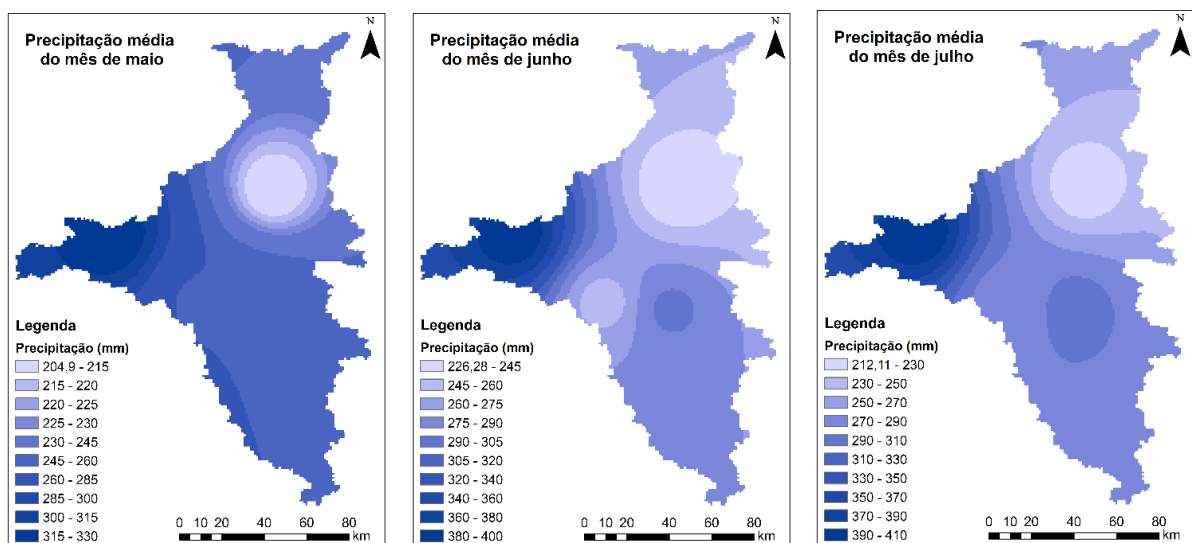 Precipitação média
do mês de maio
N
Legenda
Precipitação (mm)
204,9 - 215
215 - 220
220 - 225
225 - 230
230 - 245
245 - 260
260 - 285
285 - 300
300 - 315
315 - 330
0 10 20 40 60 80
km
Precipitação média
do mês de junho
N
Legenda
Precipitação (mm)
226,28 - 245
245 - 260
260 - 275
275 - 290
290 - 305
305 - 320
320 - 340
340 - 360
360 - 380
380 - 400
0 10 20 40 60 80
km
Precipitação média
do mês de julho
N
Legenda
Precipitação (mm)
212,11 - 230
230 - 250
250 - 270
270 - 290
290 - 310
310 - 330
330 - 350
350 - 370
370 - 390
390 - 410
0 10 20 40 60 80
km